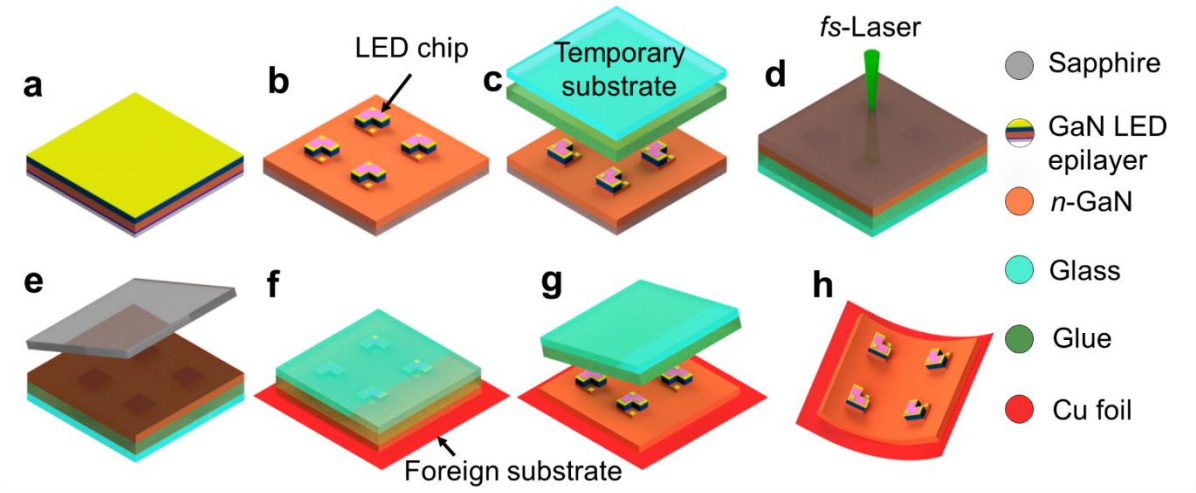 a
b
LED chip
c
Temporary
substrate
d
fs-Laser
Sapphire
GaN LED
epilayer
n-GaN
Glass
Glue
Cu foil
e
f
Foreign substrate
g
h